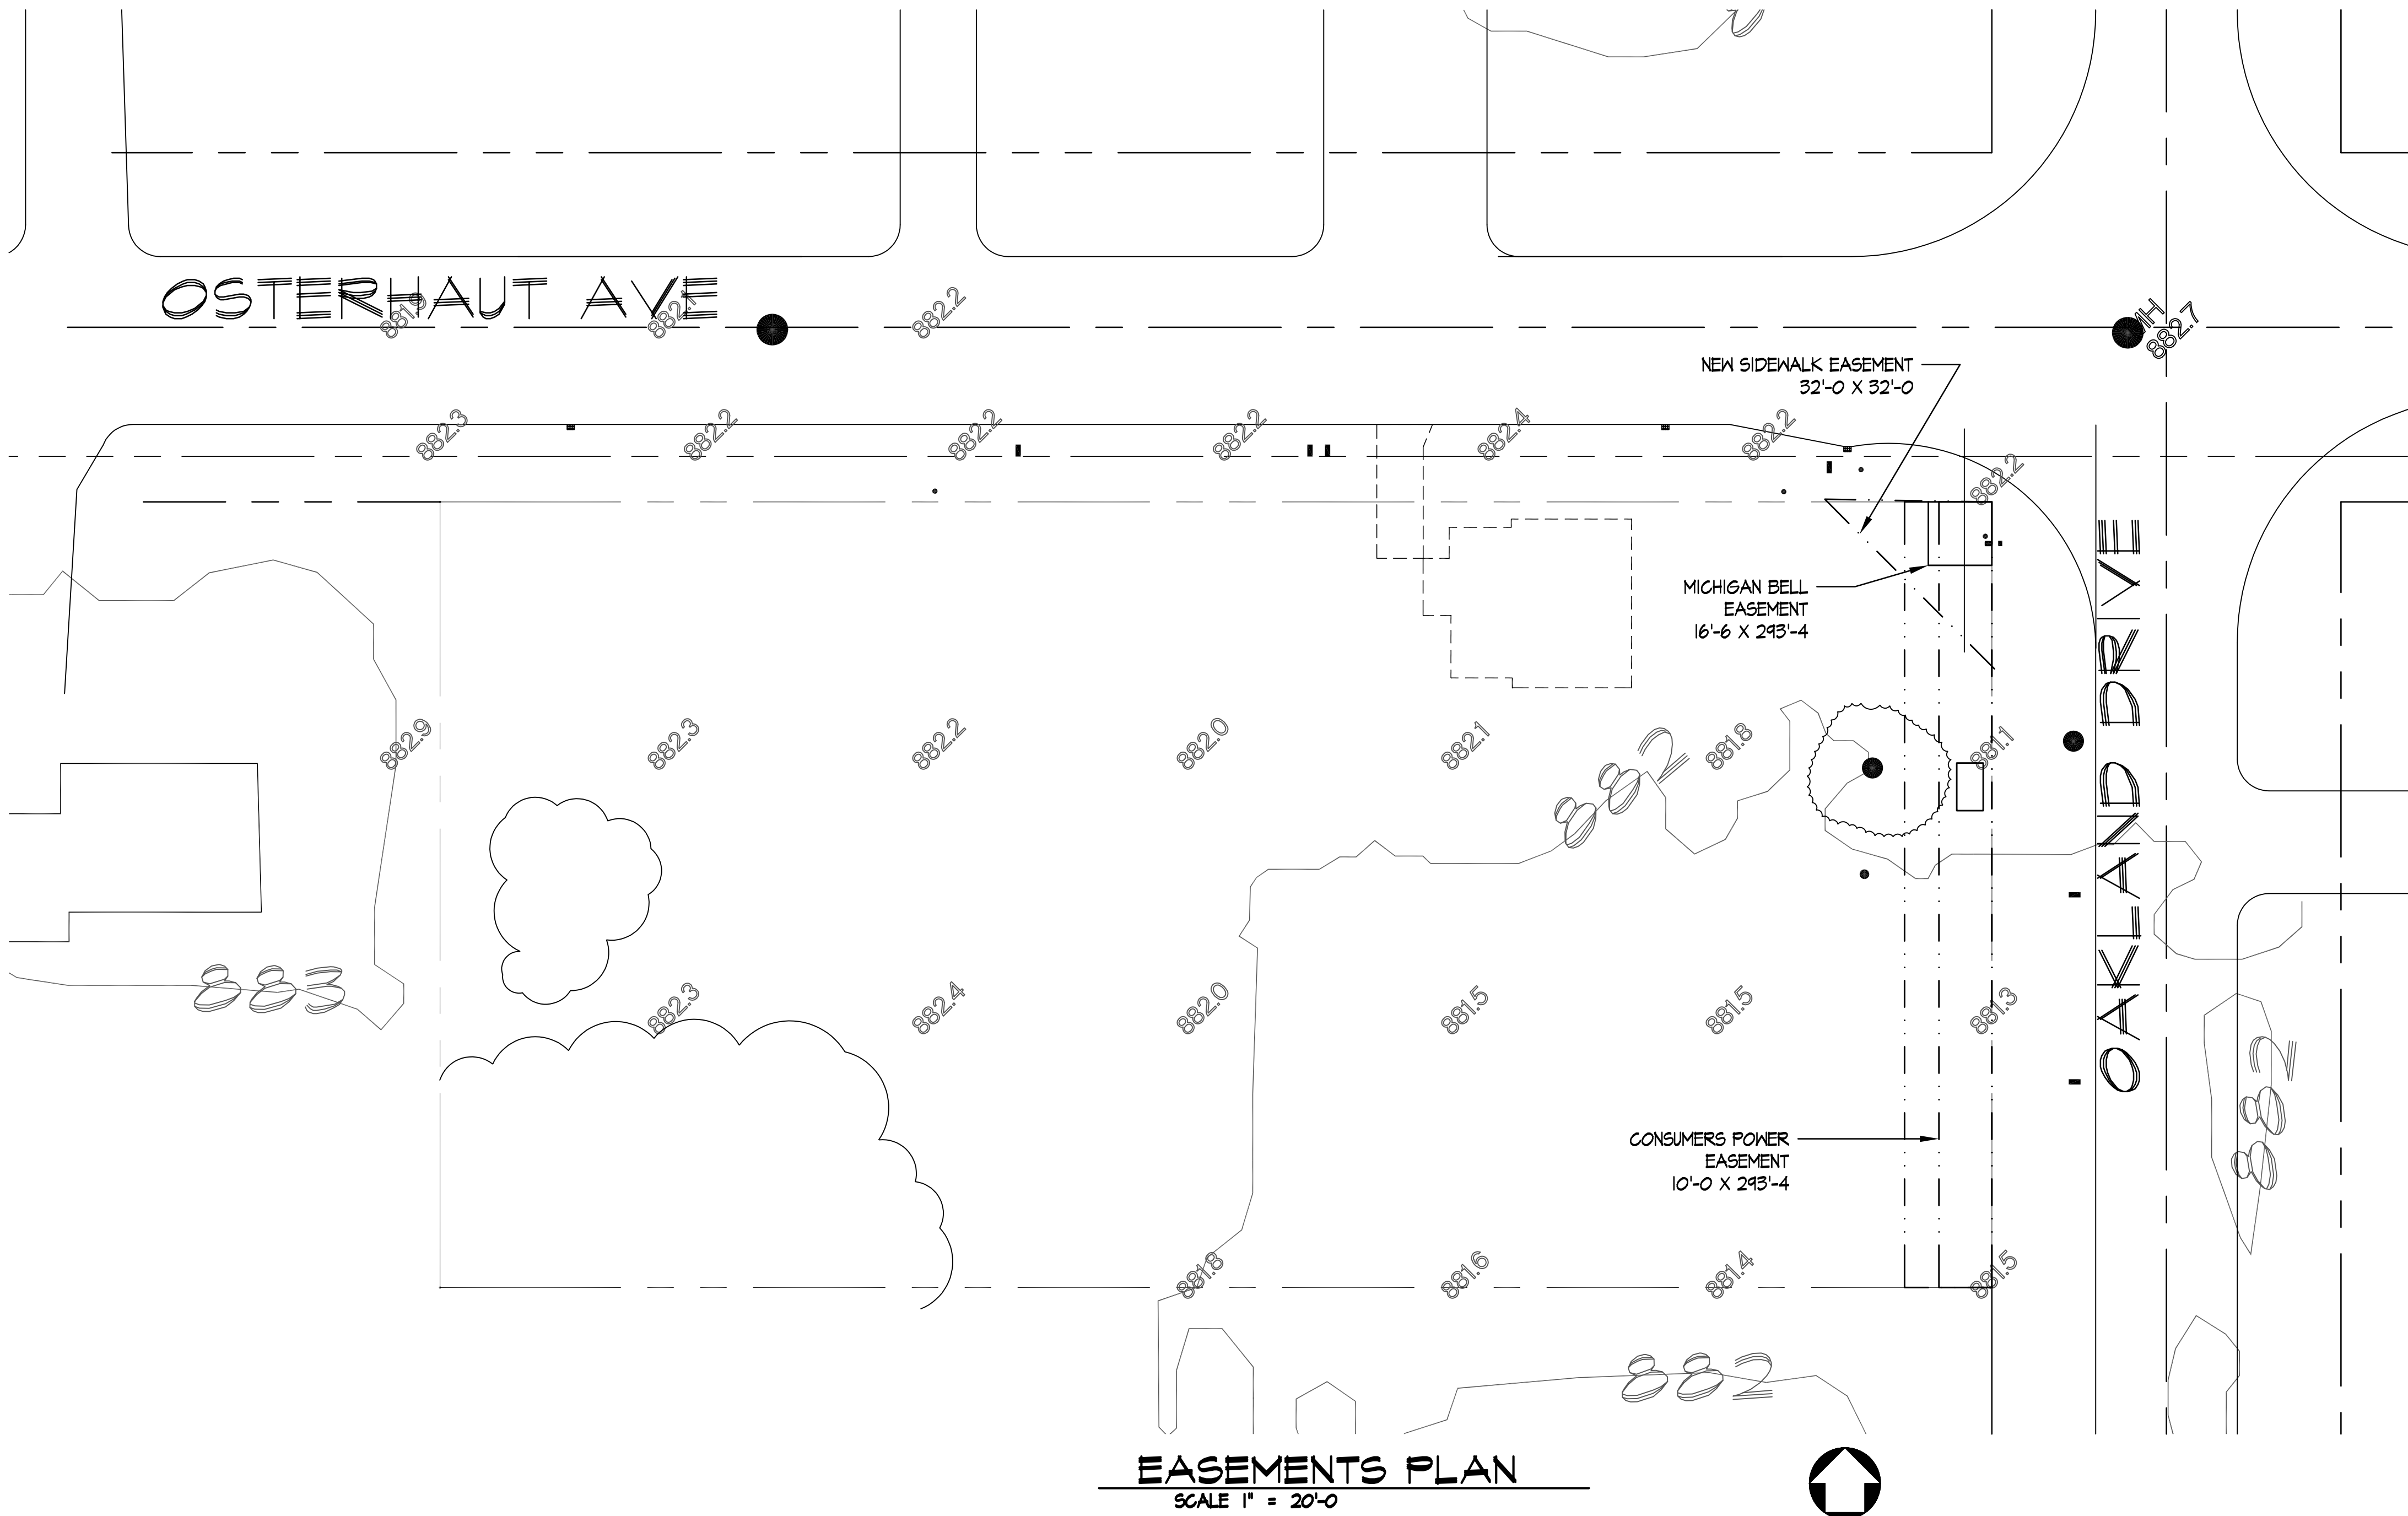 OSTERHAUT AVE
881.9
882.1
882.2
MH
882.7
NEW SIDEWALK EASEMENT
32'-0 X 32'-0
882.3
882.2
882.2
882.2
882.4
882.2
882.2
MICHIGAN BELL
EASEMENT
16'-6 X 293'-4
OAKLAND DRIVE
882.9
882.3
882.2
882.0
882.1
882
881.8
881.1
883
882.3
882.4
882.0
881.5
881.5
881.3
882
CONSUMERS POWER
EASEMENT
10'-0 X 293'-4
881.8
881.6
881.4
881.5
882
EASEMENTS PLAN
SCALE 1" = 20'-0